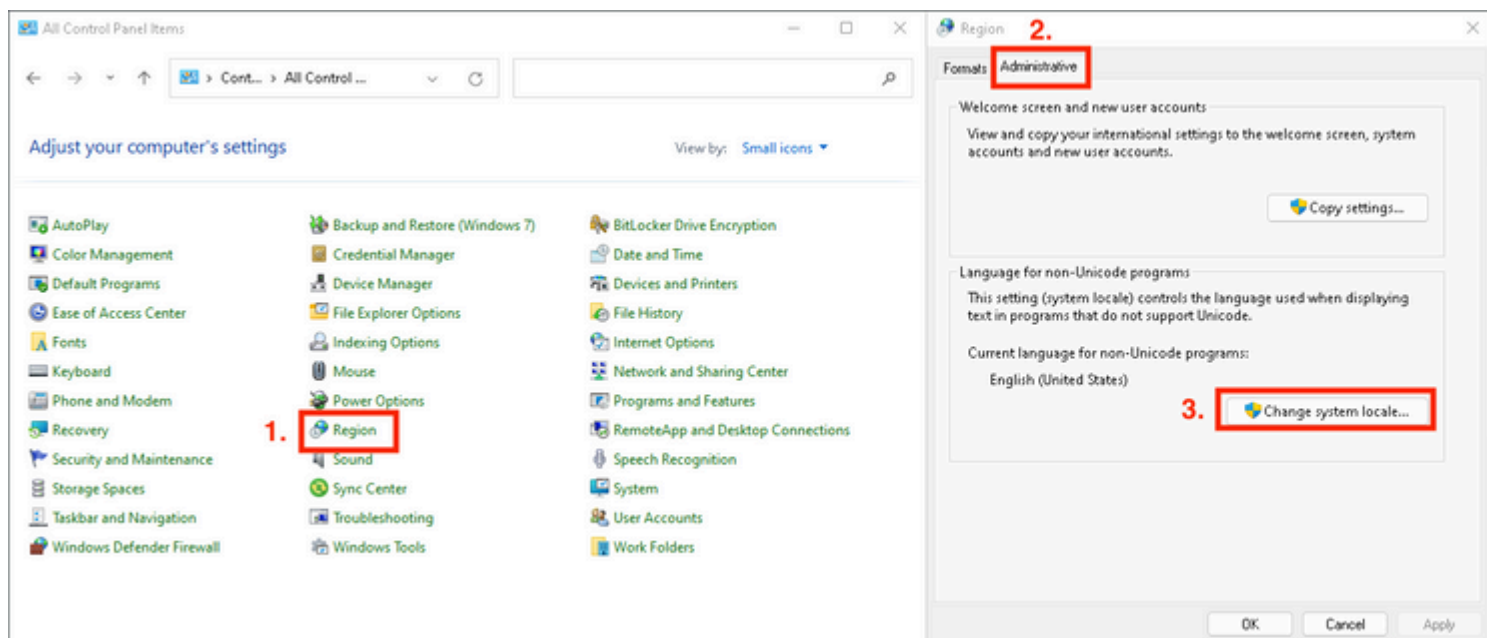 All Control Panel Items
Cont... > All Control ...
Adjust your computer's settings
View by: Small icons
AutoPlay
Color Management
Default Programs
Ease of Access Center
Fonts
Keyboard
Phone and Modem
Recovery
Security and Maintenance
Storage Spaces
Taskbar and Navigation
Windows Defender Firewall
Backup and Restore (Windows 7)
Credential Manager
Device Manager
File Explorer Options
Indexing Options
Mouse
Power Options
1. Region
Sound
Sync Center
Troubleshooting
Windows Tools
BitLocker Drive Encryption
Date and Time
Devices and Printers
File History
Internet Options
Network and Sharing Center
Programs and Features
RemoteApp and Desktop Connections
Speech Recognition
System
User Accounts
Work Folders
Region
2.
Formats Administrative
Welcome screen and new user accounts
View and copy your international settings to the welcome screen, system
accounts and new user accounts.
Copy settings...
Language for non-Unicode programs
This setting (system locale) controls the language used when displaying
text in programs that do not support Unicode.
Current language for non-Unicode programs:
English (United States)
3. Change system locale...
OK Cancel Apply